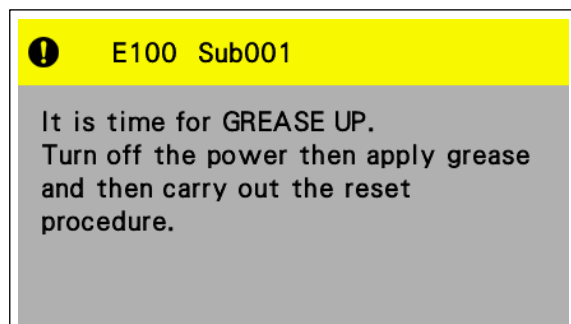 E100 Sub001
It is time for GREASE UP.
Turn off the power then apply grease
and then carry out the reset
procedure.